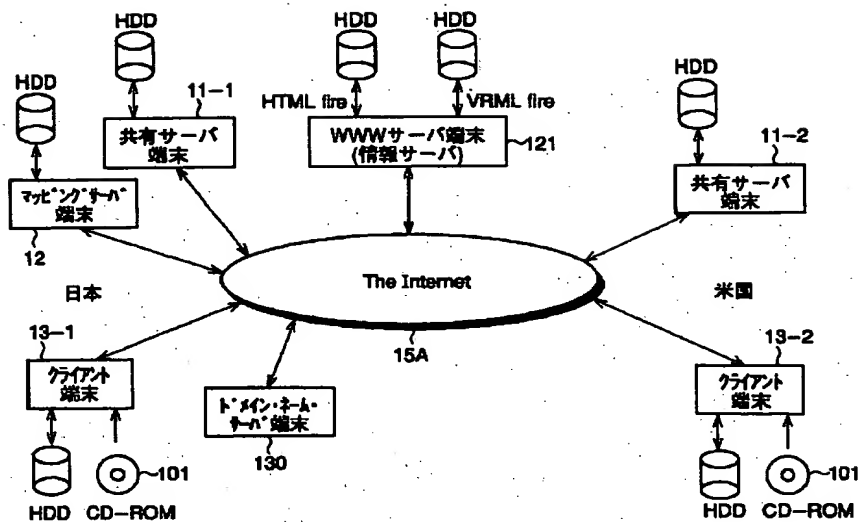 HDD
HDD
HDD
HDD
HDD
11-1
HTML fire
VRML fire
共有サーバ
端末
WWWサーバ端末
(情報サーバ)
121
11-2
共有サーバ
端末
マッピングサーバ
端末
12
The Internet
日本
米国
15A
13-1
クライアント
端末
ドメイン・ネーム・
サーバ端末
130
13-2
クライアント
端末
101
HDD
CD-ROM
101
HDD
CD-ROM